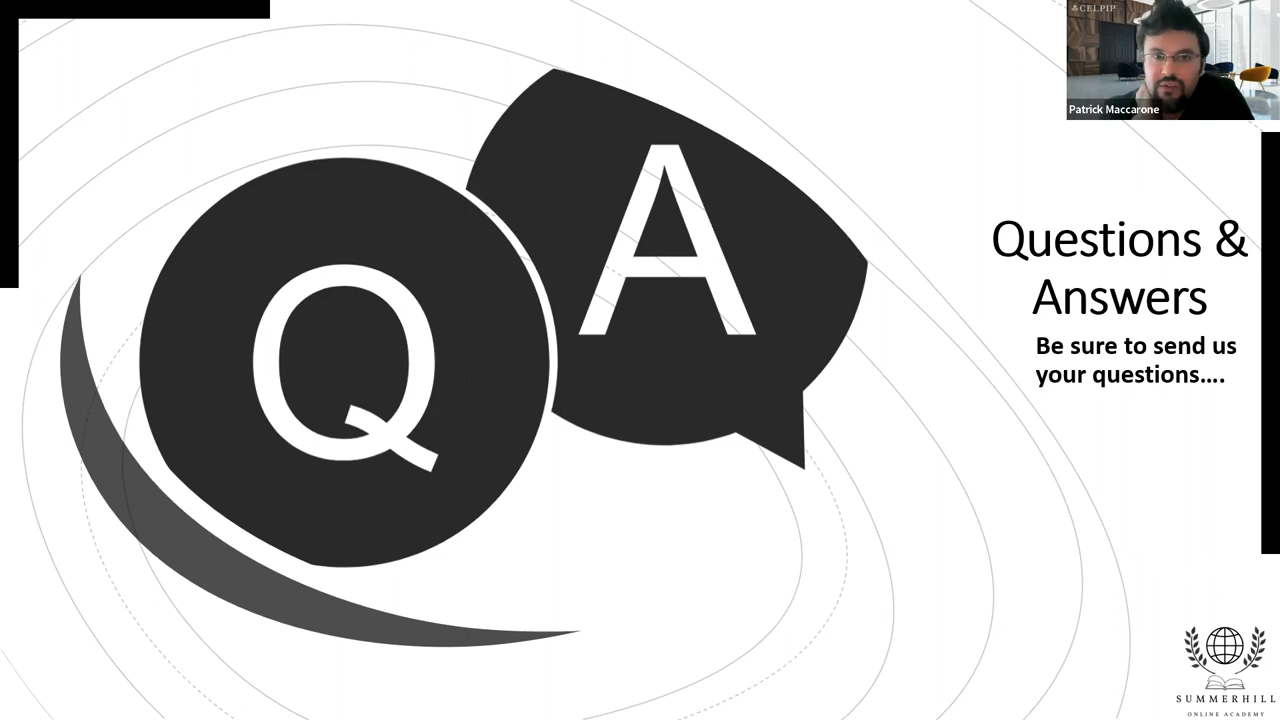 CELPIP
Patrick Maccarone
Q
A
Questions &
Answers
Be sure to send us
your questions....
SUMMERHILL
ONLINE ACADEMY